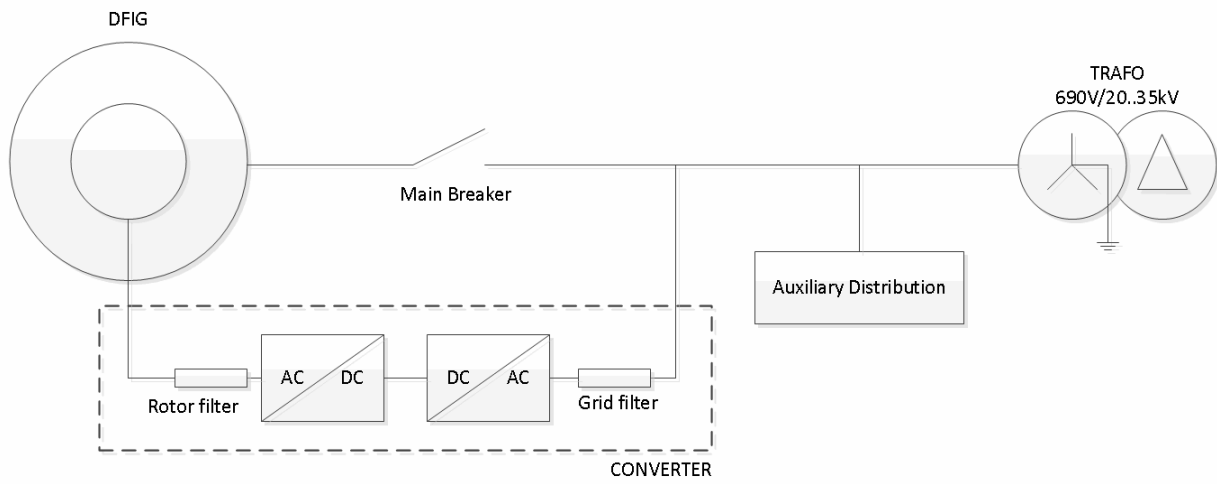 DFIG
TRAFO
690V/20..35kV
Main Breaker
Auxiliary Distribution
AC
DC
DC
AC
Rotor filter
Grid filter
CONVERTER